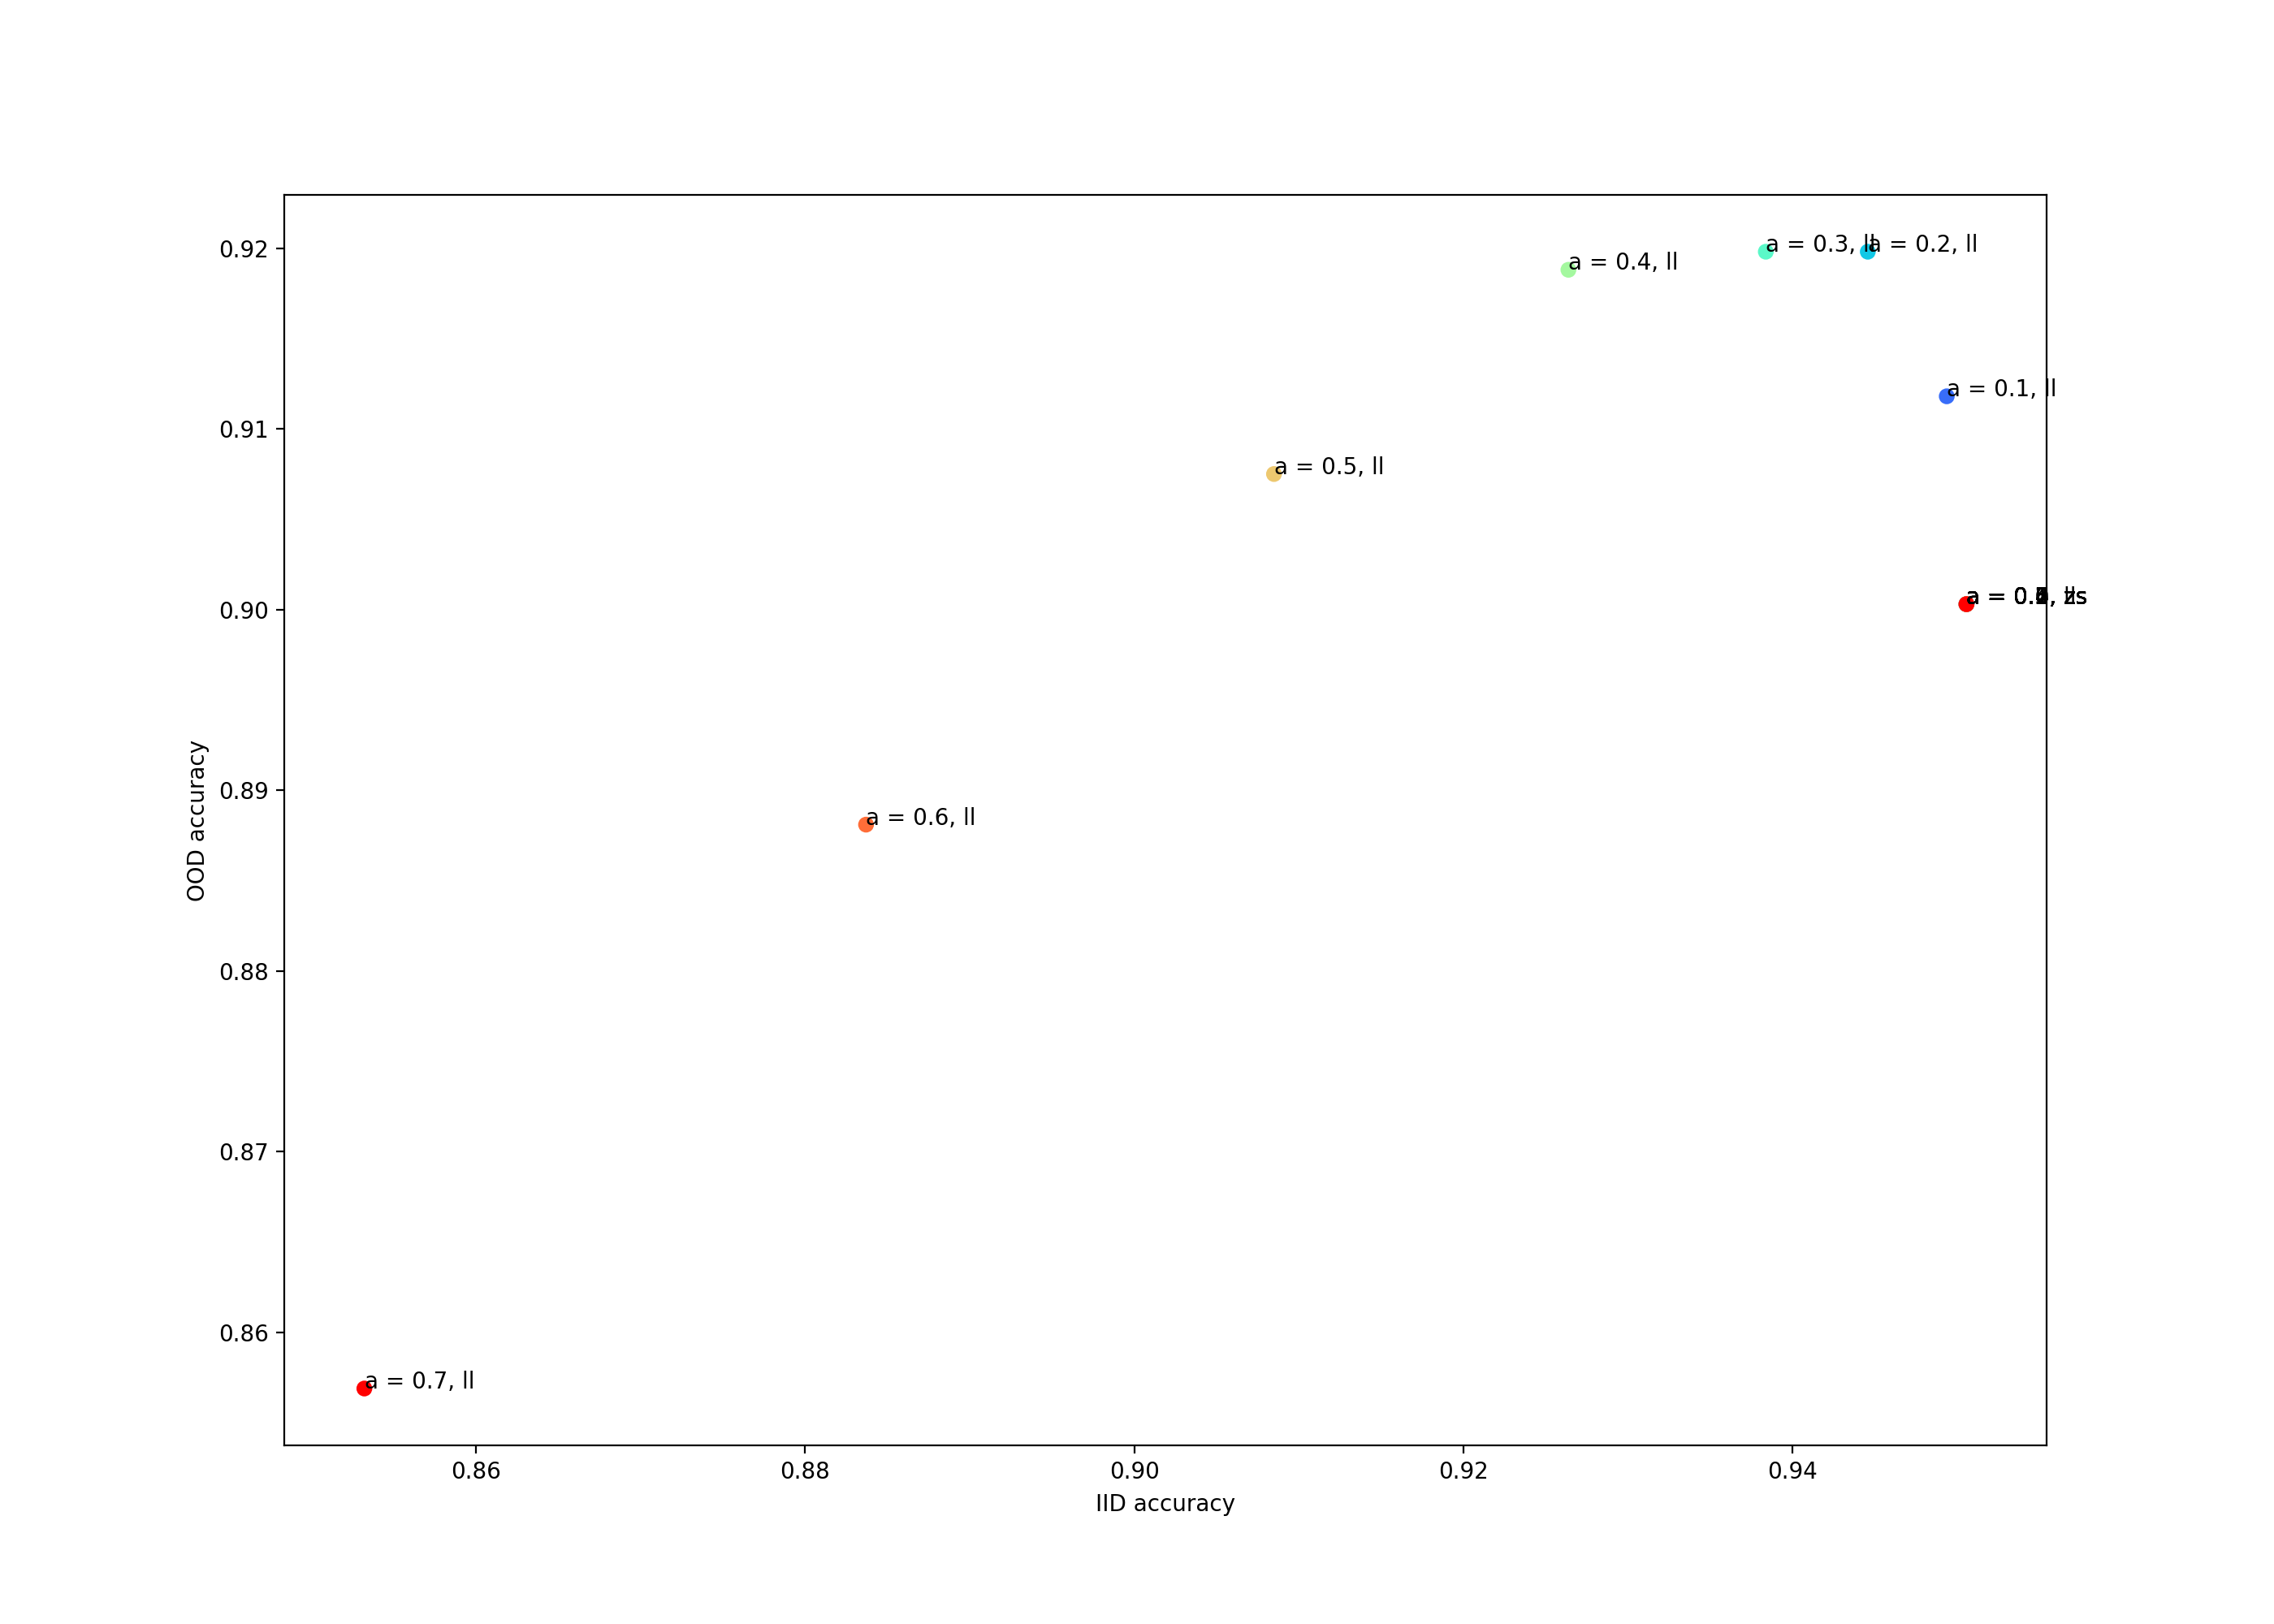 0.92
0.91
0.90
0.89
0.88
0.87
0.86
OOD accuracy
a = 0.3, ll
a = 0.2, ll
a = 0.4, ll
a = 0.1, ll
a = 0.5, ll
a = 0.6, ll
a = 0.7, ll
0.86
0.88
0.90
0.92
0.94
IID accuracy